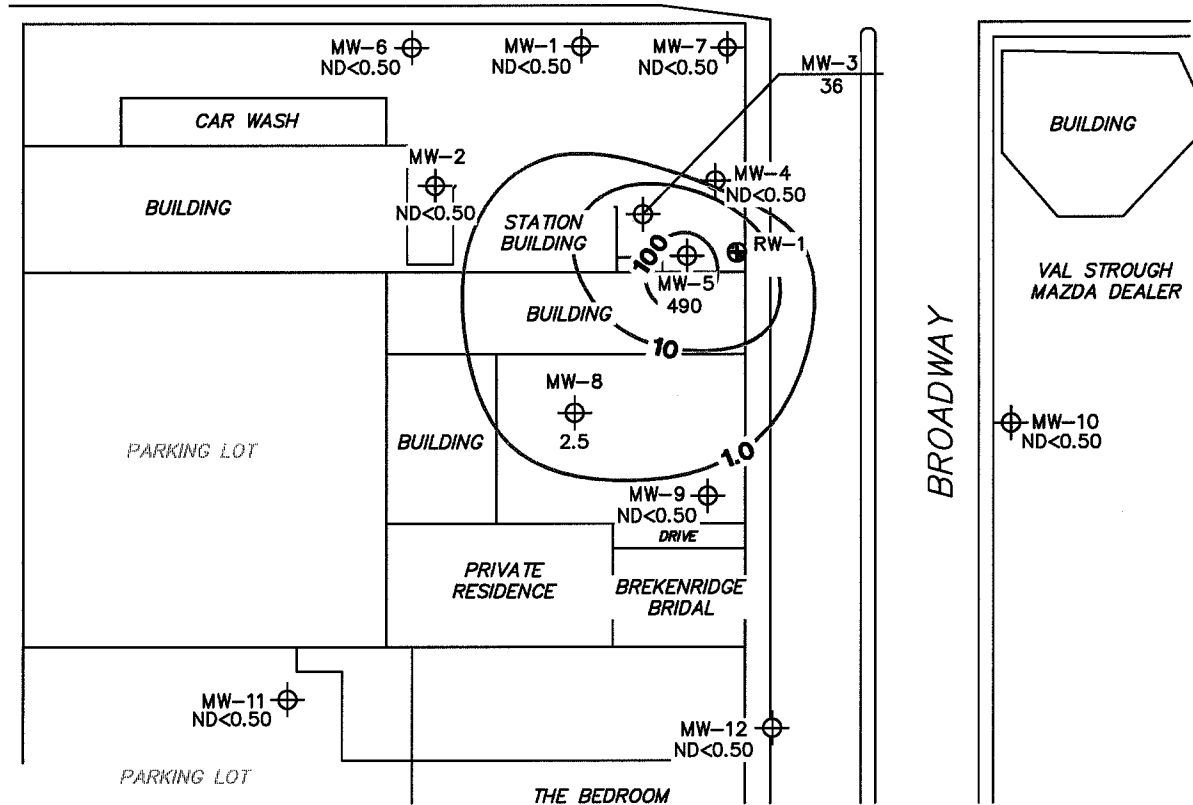 MW-6
ND<0.50
MW-1
ND<0.50
MW-7
ND<0.50
MW-3
36
CAR WASH
BUILDING
MW-2
ND<0.50
MW-4
ND<0.50
BUILDING
STATION
BUILDING
RW-1
100
MW-5
490
VAL STROUGH
MAZDA DEALER
BUILDING
10
BROADWAY
MW-8
2.5
MW-10
ND<0.50
PARKING LOT
BUILDING
1.0
MW-9
ND<0.50
DRIVE
PRIVATE
RESIDENCE
BREKENRIDGE
BRIDAL
MW-11
ND<0.50
MW-12
ND<0.50
PARKING LOT
THE BEDROOM